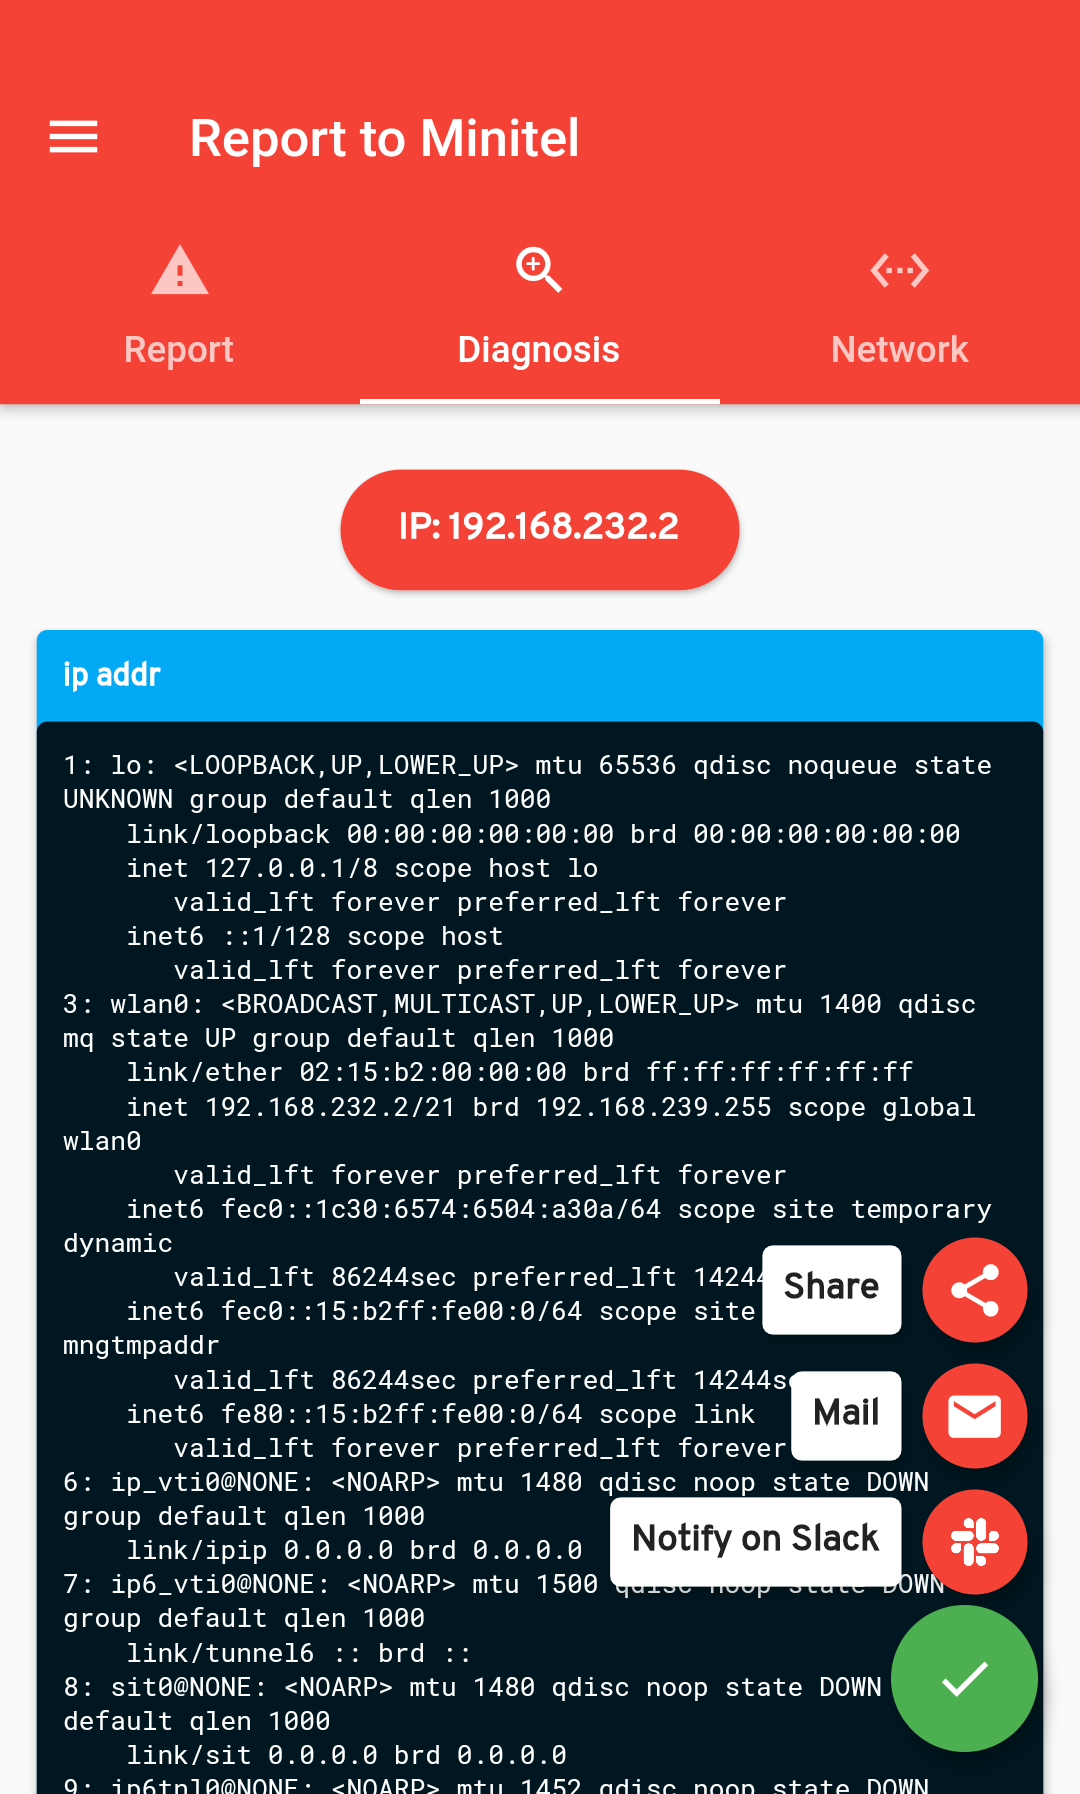 Report to Minitel
Report
Diagnosis
Network
IP: 192.168.232.2
ip addr
1: lo: <LOOPBACK,UP,LOWER_UP> mtu 65536 qdisc noqueue state
UNKNOWN group default qlen 1000
link/loopback 00:00:00:00:00:00 brd 00:00:00:00:00:00
inet 127.0.0.1/8 scope host lo
valid_lft forever preferred_lft forever
inet6 ::1/128 scope host
valid_lft forever preferred_lft forever
3: wlan0: <BROADCAST,MULTICAST,UP,LOWER_UP> mtu 1400 qdisc
mq state UP group default qlen 1000
link/ether 02:15:b2:00:00:00 brd ff:ff:ff:ff:ff:ff
inet 192.168.232.2/21 brd 192.168.239.255 scope global
wlan0
valid_lft forever preferred_lft forever
inet6 fec0::1c30:6574:6504:a30a/64 scope site temporary
dynamic
valid_lft 86244sec preferred_lft 14244
Share
inet6 fec0::15:b2ff:fe00:0/64 scope site
mngtmpaddr
valid_lft 86244sec preferred_lft 14244s
Mail
inet6 fe80::15:b2ff:fe00:0/64 scope link
valid_lft forever preferred_lft forever
6: ip_vti0@NONE: <NOARP> mtu 1480 qdisc noop state DOWN
group default qlen 1000
Notify on Slack
link/ipip 0.0.0.0 brd 0.0.0.0
7: ip6_vti0@NONE: <NOARP> mtu 1500 qdisc noop state DOWN
group default qlen 1000
link/tunnel6 :: brd ::
8: sit0@NONE: <NOARP> mtu 1480 qdisc noop state DOWN
default qlen 1000
link/sit 0.0.0.0 brd 0.0.0.0
9: ip6tnl0@NONE: <NOARP> mtu 1452 qdisc noop state DOWN